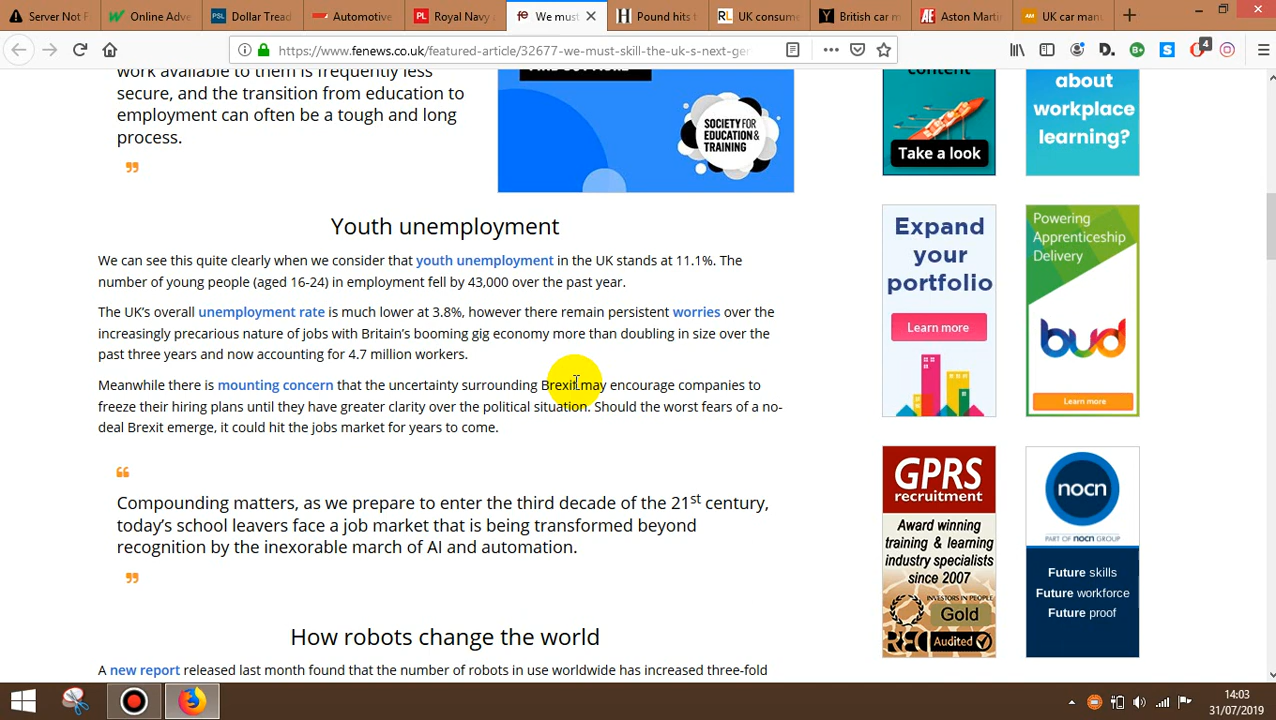 Server Not F
Online Adve
Dollar Tread
Automotive
Royal Navy a
We must
Pound hits t
UK consume
British car m
Aston Marti
UK car manu
https://www.fenews.co.uk/featured-article/32677-we-must-skill-the-uk-s-next-ger
4
work available to them is frequently less
secure, and the transition from education to
employment can often be a tough and long
process.
SOCIETY FOR
EDUCATION &
TRAINING
content
Take a look
about
workplace
learning?
Youth unemployment
We can see this quite clearly when we consider that youth unemployment in the UK stands at 11.1%. The
number of young people (aged 16-24) in employment fell by 43,000 over the past year.
The UK's overall unemployment rate is much lower at 3.8%, however there remain persistent worries over the
increasingly precarious nature of jobs with Britain's booming gig economy more than doubling in size over the
past three years and now accounting for 4.7 million workers.
Meanwhile there is mounting concern that the uncertainty surrounding Brexit may encourage companies to
freeze their hiring plans until they have greater clarity over the political situation. Should the worst fears of a no-
deal Brexit emerge, it could hit the jobs market for years to come.
Compounding matters, as we prepare to enter the third decade of the 21st century,
today's school leavers face a job market that is being transformed beyond
recognition by the inexorable march of AI and automation.
How robots change the world
A new report released last month found that the number of robots in use worldwide has increased three-fold
Expand
your
portfolio
Learn more
Powering
Apprenticeship
Delivery
bud
Learn more
GPRS
recruitment
Award winning
training & learning
industry specialists
since 2007
INVESTORS IN PEOPLE
Gold
REC Audited
nocn
PART OF NOCN GROUP
Future skills
Future workforce
Future proof
14:03
31/07/2019